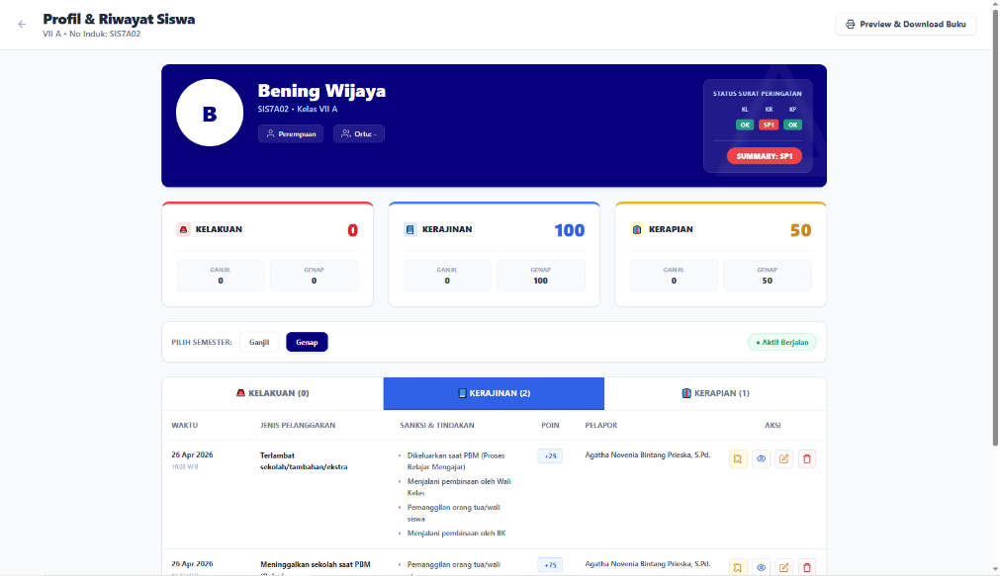 Profil & Riwayat Siswa
VII A • No Induk: SIS7A02
Preview & Download Buku
B
Bening Wijaya
SIS7A02 • Kelas VII A
Perempuan
Ortu: -
STATUS SURAT PERINGATAN
KL KR KP
OK SP1 OK
SUMMARY: SP1
KELAKUAN 0
GANJIL GENAP
0 0
KERAJINAN 100
GANJIL GENAP
0 100
KERAPIAN 50
GANJIL GENAP
0 50
PILIH SEMESTER: Ganjil Genap
• Aktif Berjalan
KELAKUAN (0) KERAJINAN (2) KERAPIAN (1)
WAKTU JENIS PELANGGARAN SANKSI & TINDAKAN POIN PELAPOR AKSI
26 Apr 2026
16:03 WIB
Terlambat
sekolah/tambahan/ekstra
• Dikeluarkan saat PBM (Proses
Belajar Mengajar)
• Menjalani pembinaan oleh Wali
Kelas
• Pemanggilan orang tua/wali
siswa
• Menjalani pembinaan oleh BK
+25
Agatha Novenia Bintang Prieska, S.Pd.
26 Apr 2026
Meninggalkan sekolah saat PBM
• Pemanggilan orang tua/wali
+75
Agatha Novenia Bintang Prieska, S.Pd.